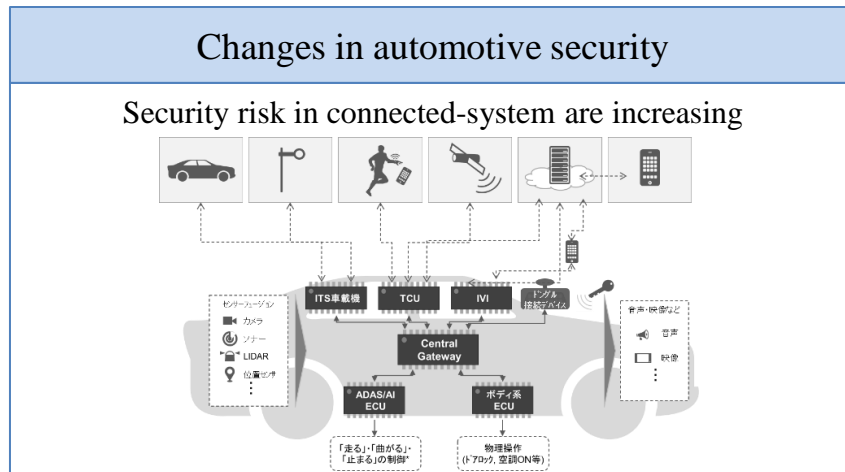 Changes in automotive security
Security risk in connected-system are increasing
ITS車載機
TCU
IVI
ドングル
接続デバイス
センサーフュージョン
カメラ
ソナー
LIDAR
位置センサ
音声・映像など
音声
映像
Central
Gateway
ADAS/AI
ECU
ボディ系
ECU
「走る」・「曲がる」・
「止まる」の制御*
物理操作
(ドアロック, 空調ON等)